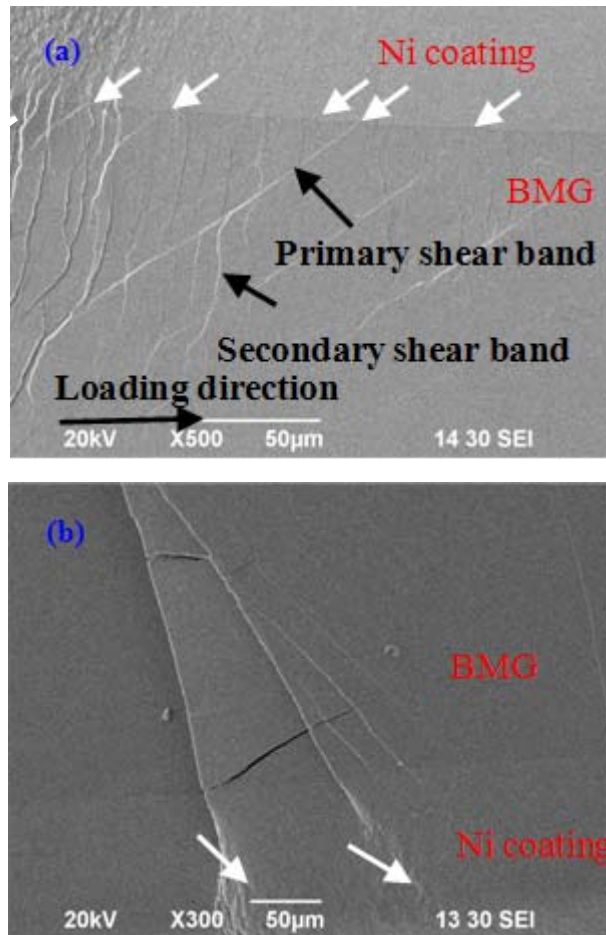 (a)
Ni coating
BMG
Primary shear band
Secondary shear band
Loading direction
20kV X500 50µm 14 30 SEI
(b)
BMG
Ni coating
20kV X300 50µm 13 30 SEI